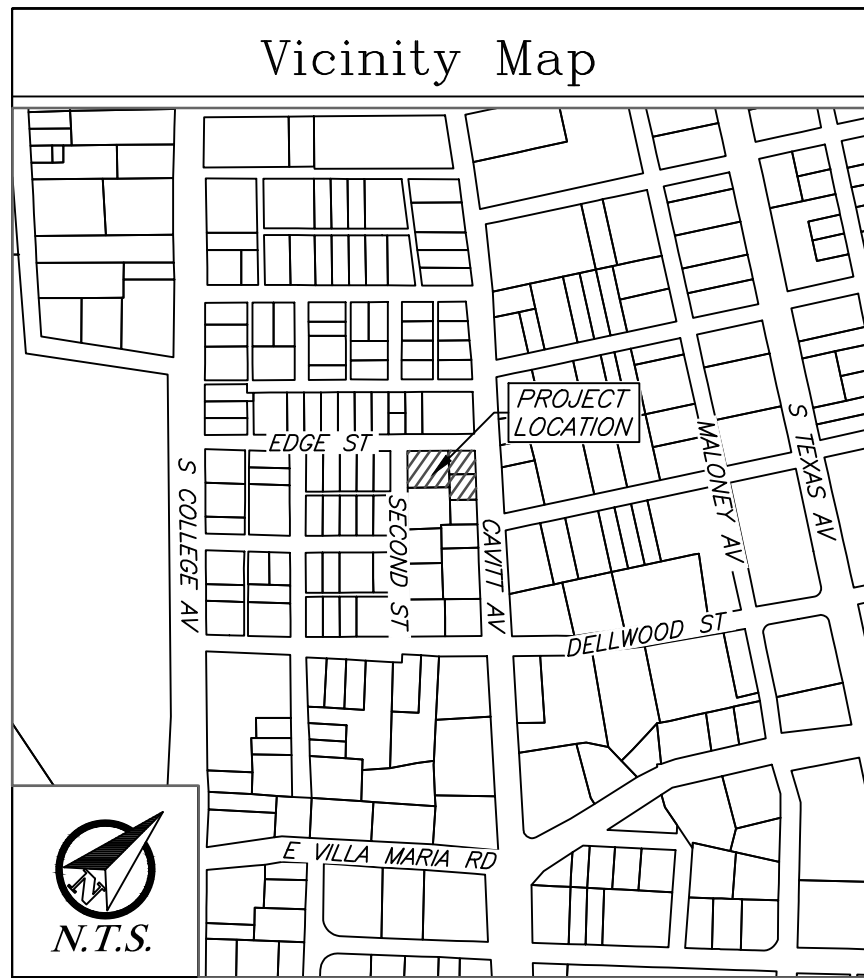 Vicinity Map
PROJECT
LOCATION
EDGE ST
S COLLEGE AV
SECOND ST
CAVITT AV
MALONEY AV
S TEXAS AV
DELLWOOD ST
E VILLA MARIA RD
N
N.T.S.